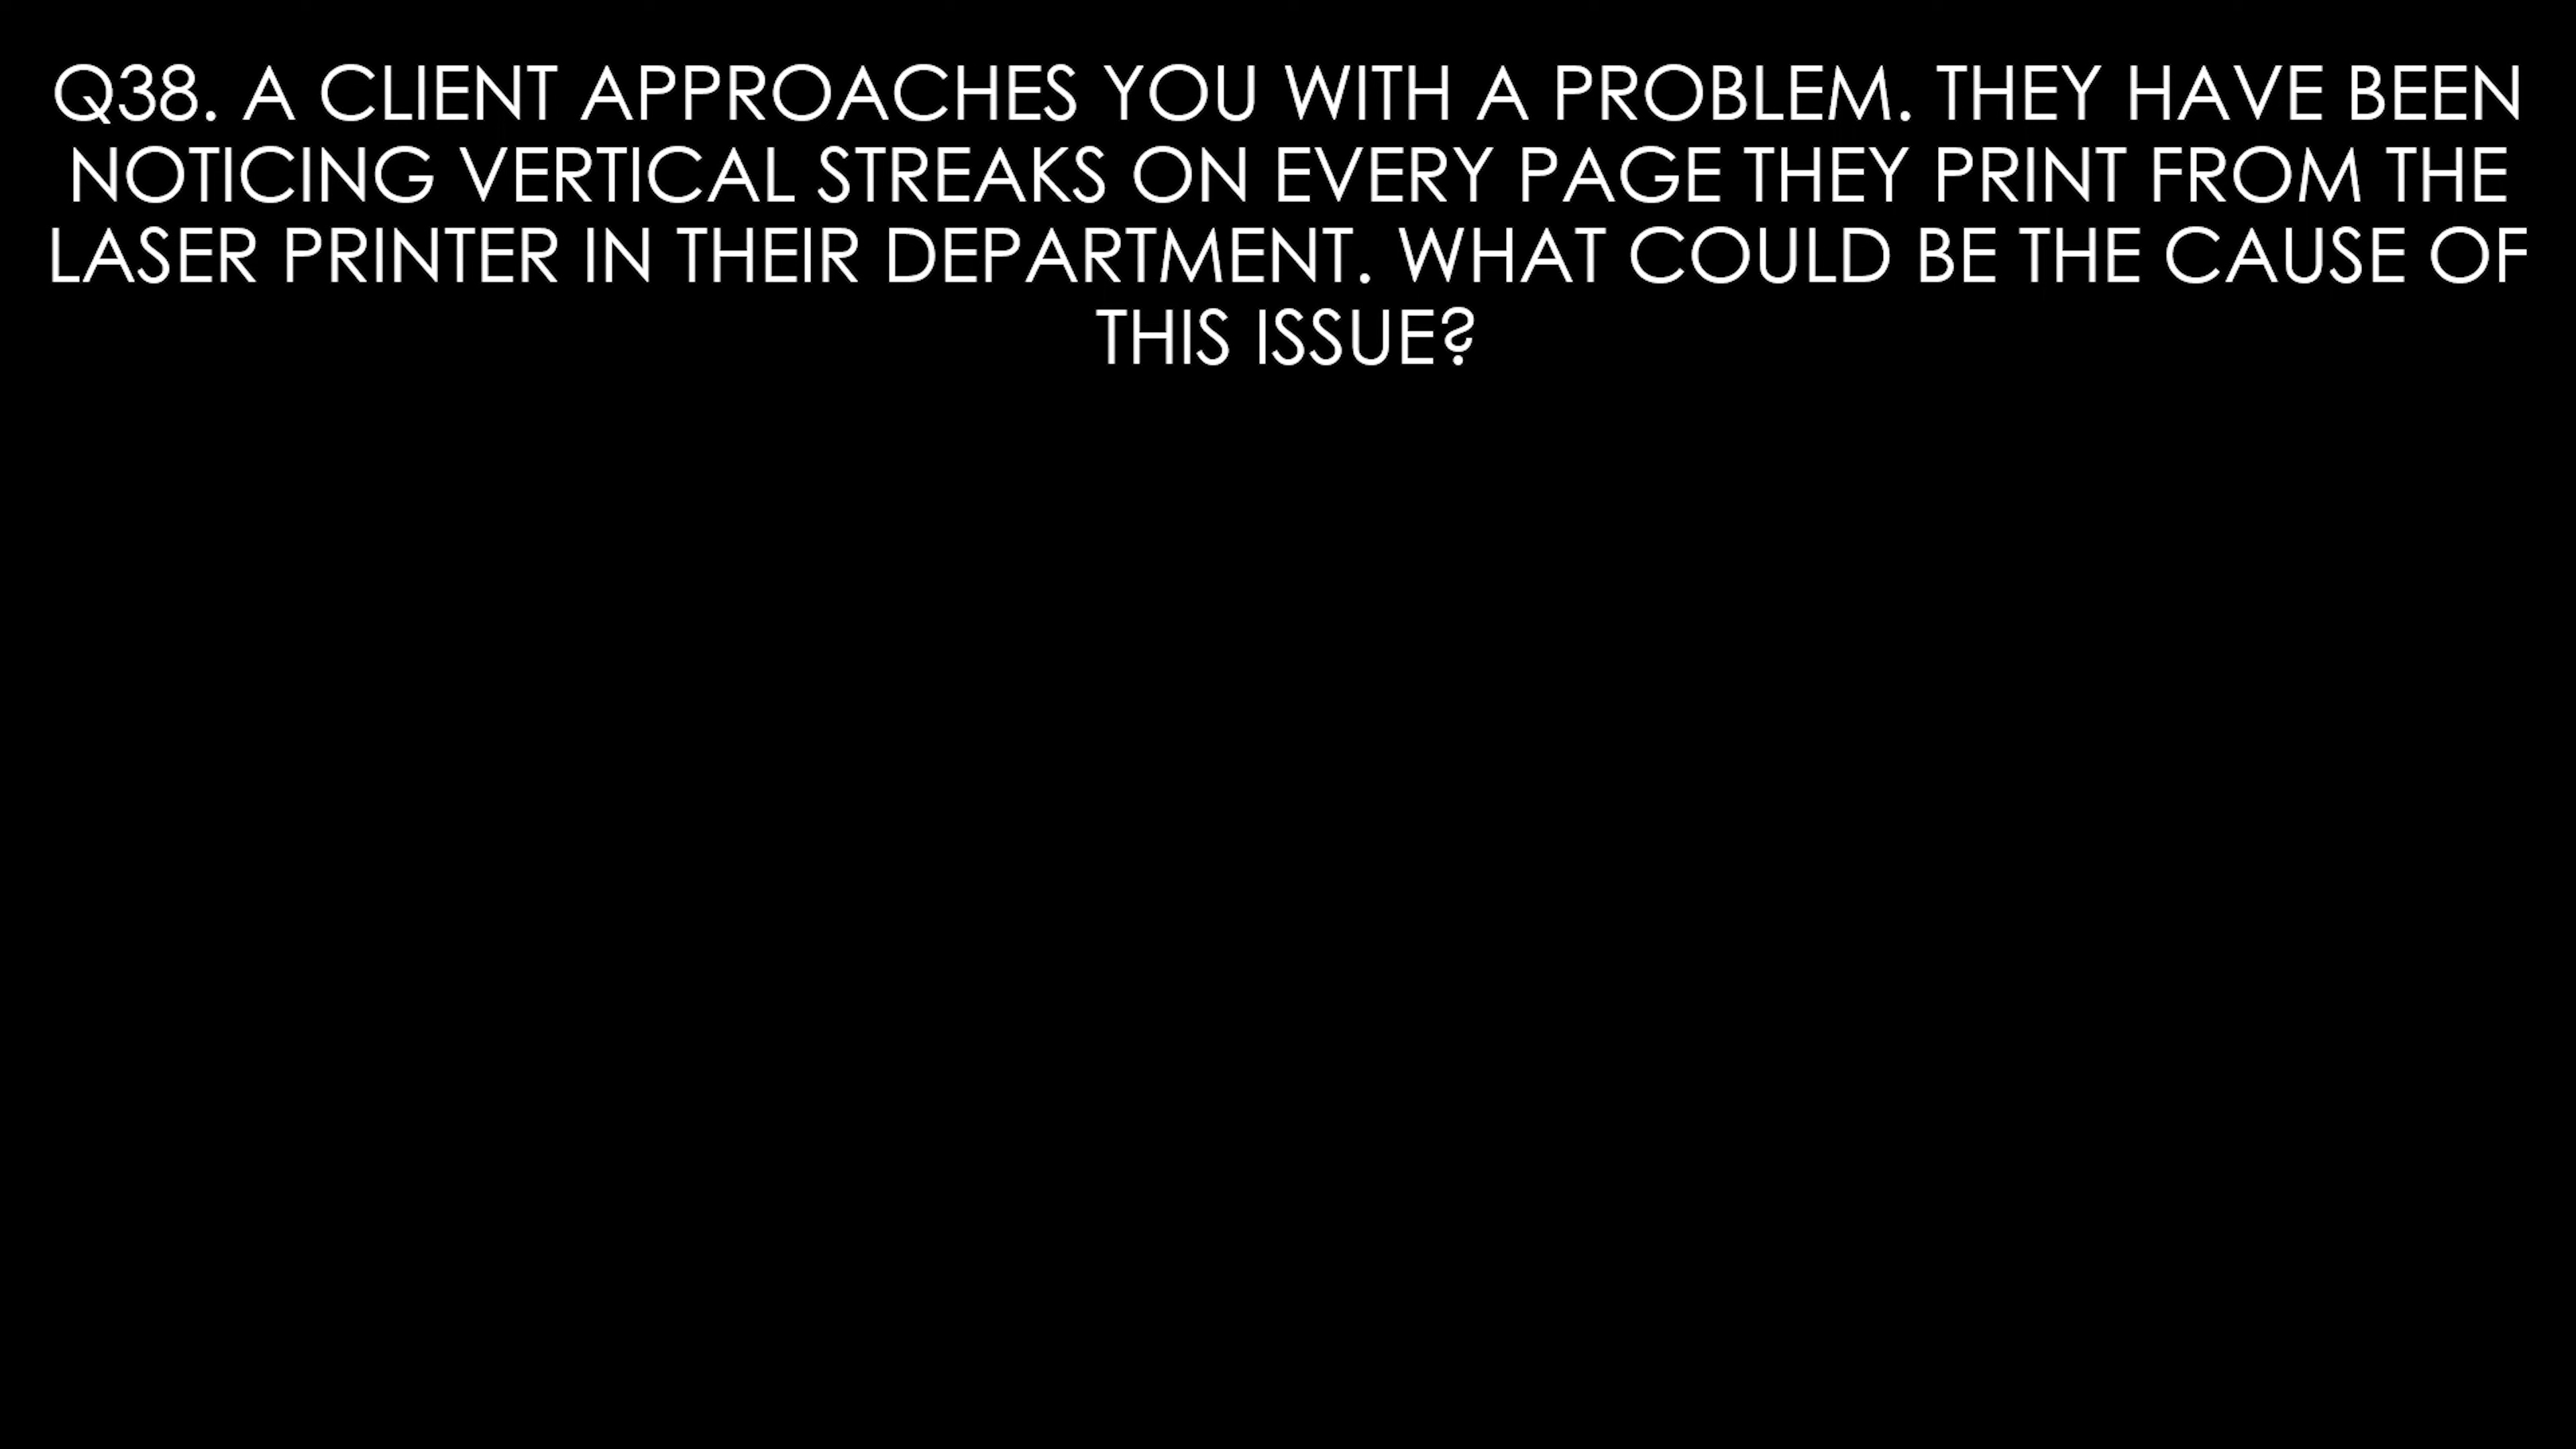 Q38. A CLIENT APPROACHES YOU WITH A PROBLEM. THEY HAVE BEEN
NOTICING VERTICAL STREAKS ON EVERY PAGE THEY PRINT FROM THE
LASER PRINTER IN THEIR DEPARTMENT. WHAT COULD BE THE CAUSE OF
THIS ISSUE?